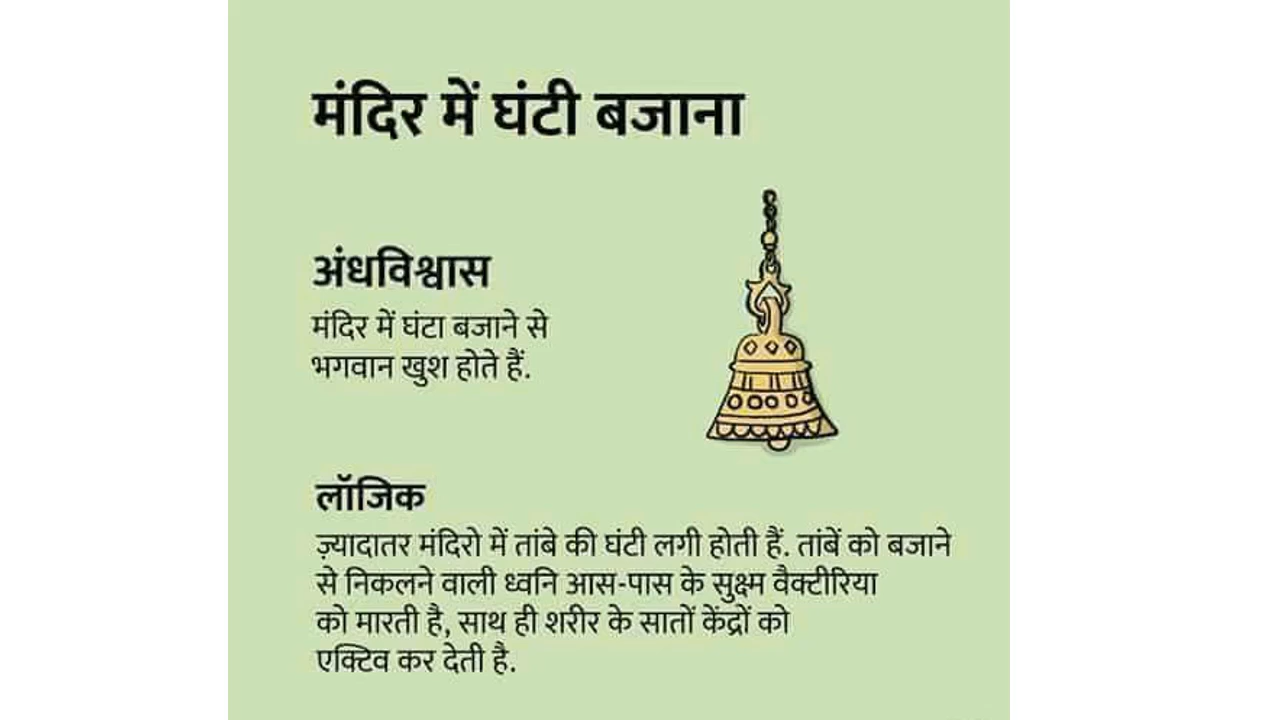 मंदिर में घंटी बजाना
अंधविश्वास
मंदिर में घंटा बजाने से
भगवान खुश होते हैं.
लॉजिक
ज़्यादातर मंदिरो में तांबे की घंटी लगी होती हैं. तांबें को बजाने
से निकलने वाली ध्वनि आस-पास के सुक्ष्म वैक्टीरिया
को मारती है, साथ ही शरीर के सातों केंद्रों को
एक्टिव कर देती है.